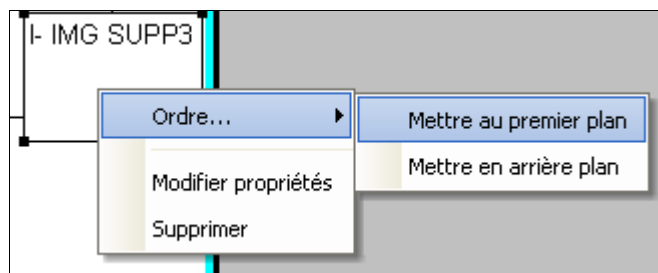 I- IMG SUPP3
Ordre...
Mettre au premier plan
Mettre en arrière plan
Modifier propriétés
Supprimer